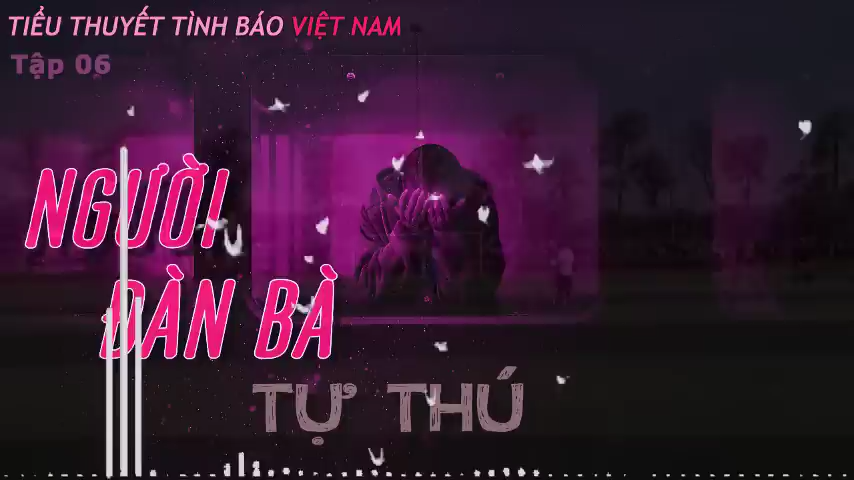 TIỂU THUYẾT TÌNH BÁO VIỆT NAM
Tập 06
NGƯỜI
ĐÀN BÀ
TỰ THÚ